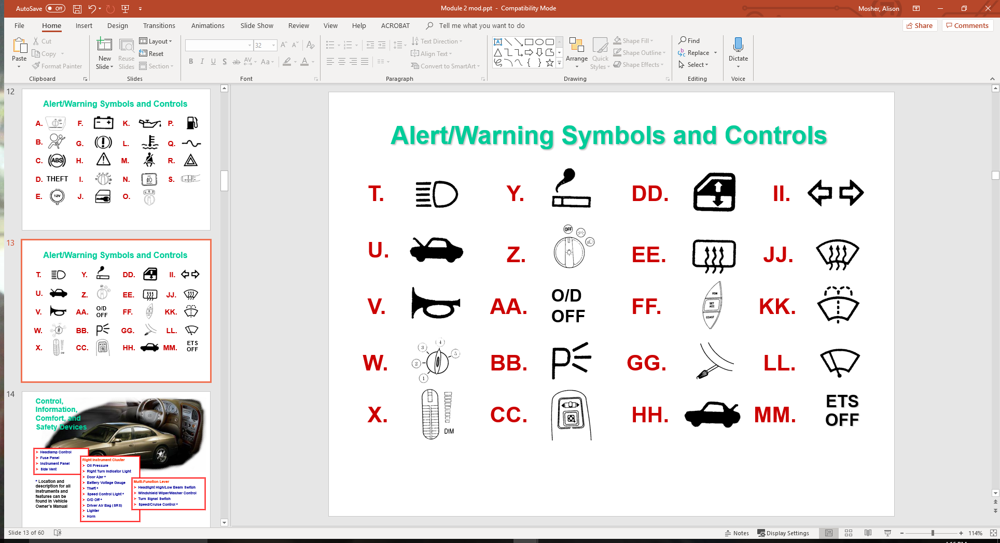 AutoSave Off
Module 2 mod.ppt - Compatibility Mode
Mosher, Alison
File Home Insert Design Transitions Animations Slide Show Review View Help ACROBAT Tell me what you want to do
Share Comments
Paste
Cut
Copy
Format Painter
Clipboard
New Slide
Reuse Slides
Layout
Reset
Section
Slides
32
B I U S ab AV Aa A
Font
Text Direction
Align Text
Convert to SmartArt
Paragraph
Arrange
Quick Styles
Shape Fill
Shape Outline
Shape Effects
Drawing
Find
Replace
Select
Editing
Dictate
Voice
12
Alert/Warning Symbols and Controls
A. F. K. P.
B. G. L. Q.
C. ABS H. M. R.
D. THEFT I. N. S.
E. 12V J. O.
13
Alert/Warning Symbols and Controls
T. Y. DD. II.
U. Z. EE. JJ.
V. AA. O/D OFF FF. KK.
W. BB. P GG. LL.
X. DIM CC. HH. MM. ETS OFF
14
Control,
Information,
Comfort, and
Safety Devices
➢ Headlamp Control
➢ Fuse Panel
➢ Instrument Panel
➢ Side Vent
* Location and
description for all
instruments and
features can be
found in Vehicle
Owner's Manual
Right Instrument Cluster
➢ Oil Pressure
➢ Right Turn Indicator Light
➢ Door Ajar *
➢ Battery Voltage Gauge
➢ Theft *
➢ Speed Control Light *
➢ O/D Off *
➢ Driver Air Bag (SRS)
➢ Lighter
➢ Horn
Multi-Function Lever
➢ Headlight High/Low Beam Switch
➢ Windshield Wiper/Washer Control
➢ Turn Signal Switch
➢ Speed/Cruise Control *
Alert/Warning Symbols and Controls
T. Y. DD. II.
U. Z. OFF EE. JJ.
V. AA. O/D OFF FF. RSM SET ACC COAST KK.
W. 1 2 3 4 5 BB. P GG. LL.
X. DIM CC. HH. MM. ETS OFF
Slide 13 of 60
Notes Display Settings 114%